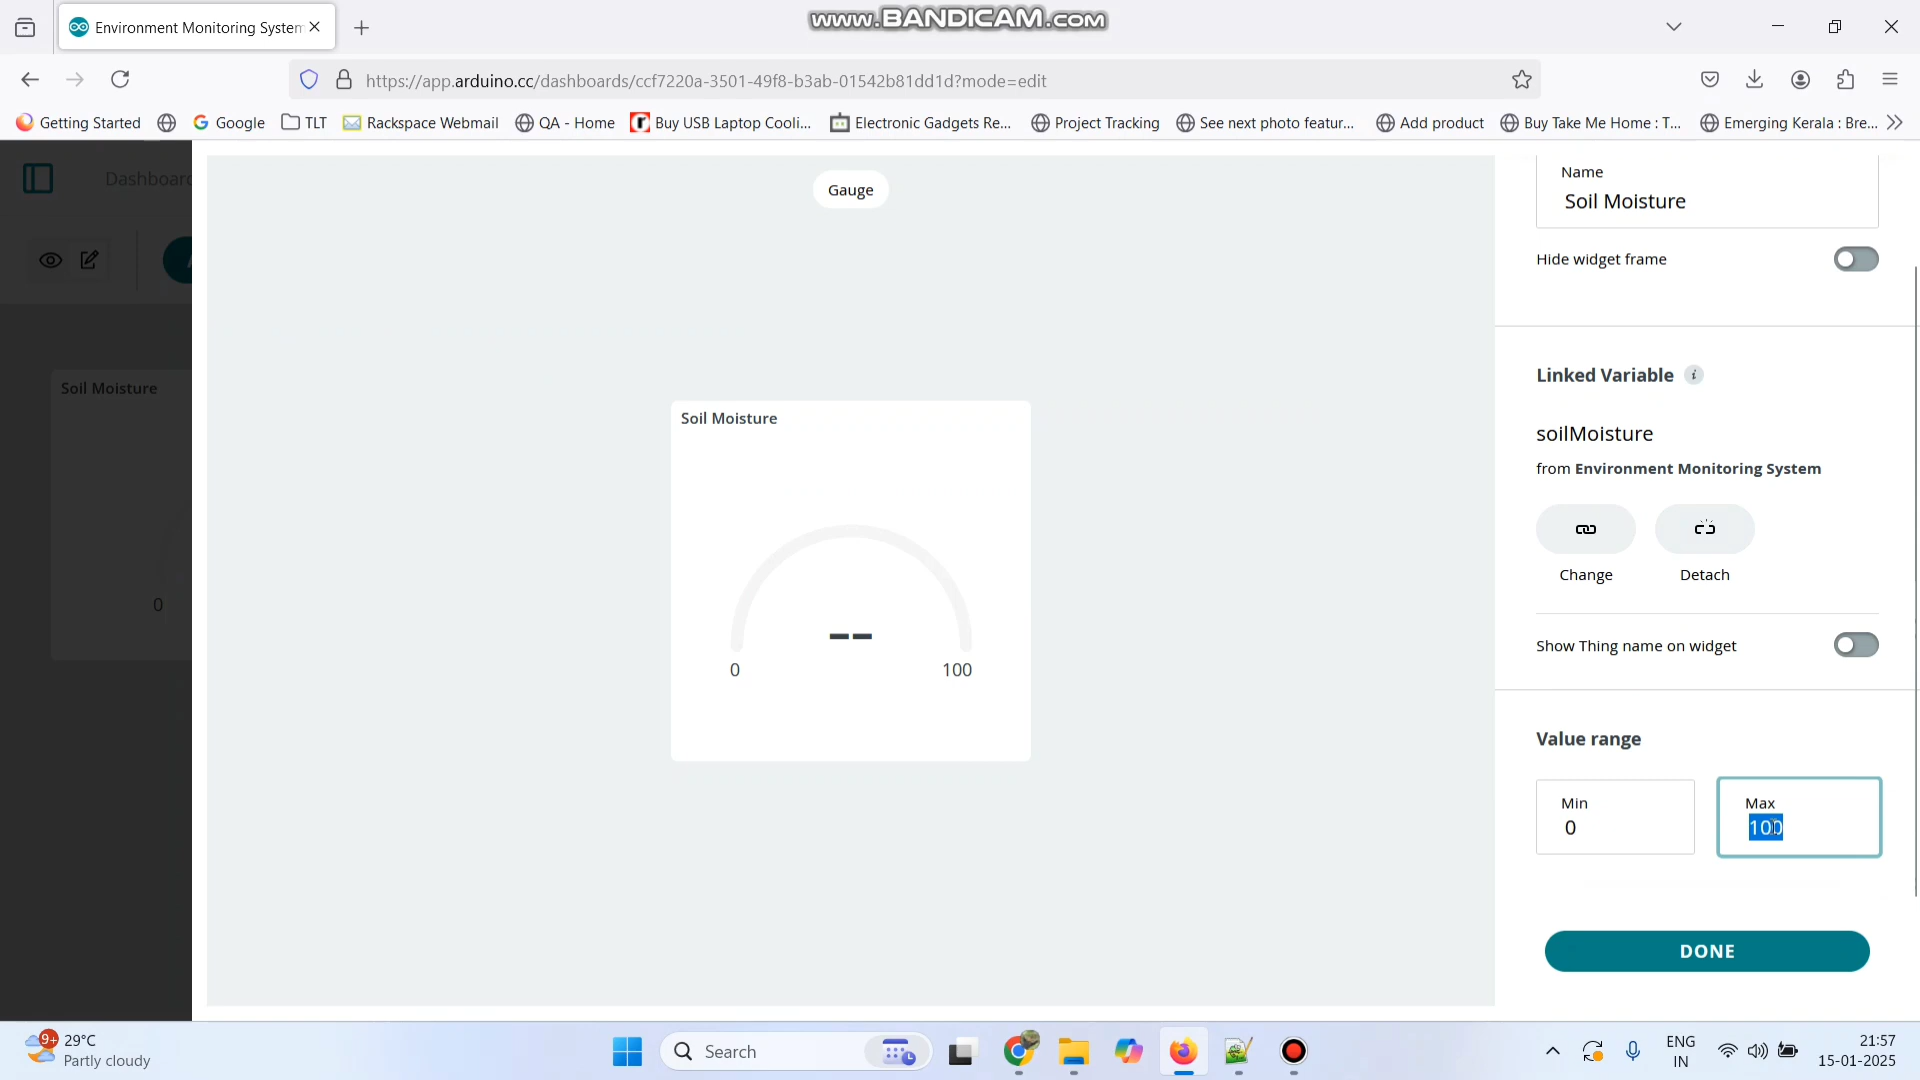 Environment Monitoring System
www.BANDICAM.com
https://app.arduino.cc/dashboards/ccf7220a-3501-49f8-b3ab-01542b81dd1d?mode=edit
Getting Started
Google
TLT
Rackspace Webmail
QA - Home
Buy USB Laptop Cooli...
Electronic Gadgets Re...
Project Tracking
See next photo featur...
Add product
Buy Take Me Home : T...
Emerging Kerala : Bre...
Dashboard
Gauge
Name
Soil Moisture
Hide widget frame
Linked Variable i
Soil Moisture
0
Soil Moisture
--
0 100
soilMoisture
from Environment Monitoring System
Change Detach
Show Thing name on widget
Value range
Min
0
Max
100
DONE
9+
29°C
Partly cloudy
Search
ENG
IN
21:57
15-01-2025